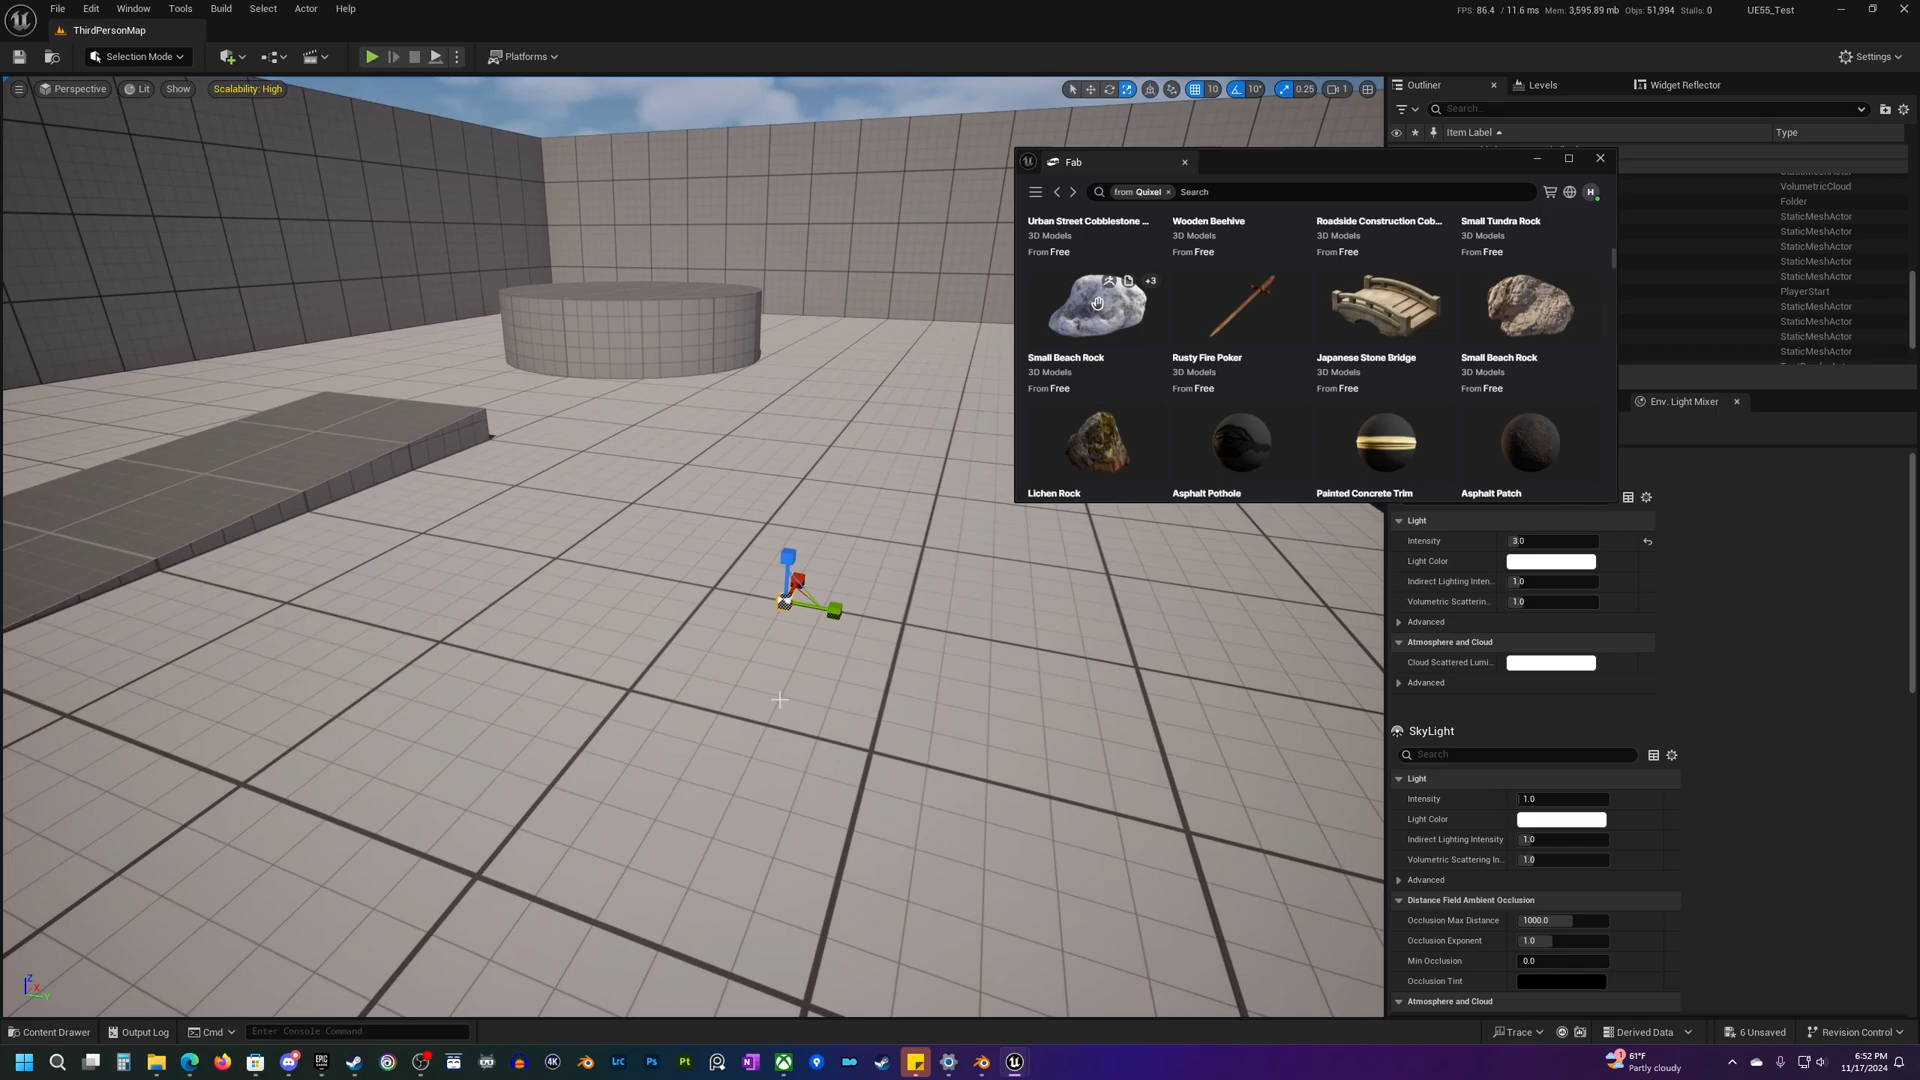 File Edit Window Tools Build Select Actor Help
FPS: 86.4 / 11.6 ms Mem: 3,595.89 mb Objs: 51,994 Stalls: 0 UE55_Test
ThirdPersonMap
Selection Mode Platforms Settings
Perspective Lit Show Scalability: High 10 10° 0.25 1
Outliner Levels Widget Reflector
Search...
Item Label Type
VolumetricCloud
Folder
StaticMeshActor
StaticMeshActor
StaticMeshActor
StaticMeshActor
StaticMeshActor
PlayerStart
StaticMeshActor
StaticMeshActor
StaticMeshActor
StaticMeshActor
Fab
from Quixel × Search H
Urban Street Cobblestone ... Wooden Beehive Roadside Construction Cob... Small Tundra Rock
3D Models 3D Models 3D Models 3D Models
From Free From Free From Free From Free
+3
Small Beach Rock Rusty Fire Poker Japanese Stone Bridge Small Beach Rock
3D Models 3D Models 3D Models 3D Models
From Free From Free From Free From Free
Lichen Rock Asphalt Pothole Painted Concrete Trim Asphalt Patch
Env. Light Mixer
Light
Intensity 3.0
Light Color
Indirect Lighting Inten... 1.0
Volumetric Scatterin... 1.0
Advanced
Atmosphere and Cloud
Cloud Scattered Lumi...
Advanced
SkyLight
Search
Light
Intensity 1.0
Light Color
Indirect Lighting Intensity 1.0
Volumetric Scattering In... 1.0
Advanced
Distance Field Ambient Occlusion
Occlusion Max Distance 1000.0
Occlusion Exponent 1.0
Min Occlusion 0.0
Occlusion Tint
Atmosphere and Cloud
Z
X
Y
Content Drawer Output Log Cmd Enter Console Command Trace Derived Data 6 Unsaved Revision Control
EPIC 4K LrC Ps Pt N
1 61°F
Partly cloudy
6:52 PM
11/17/2024